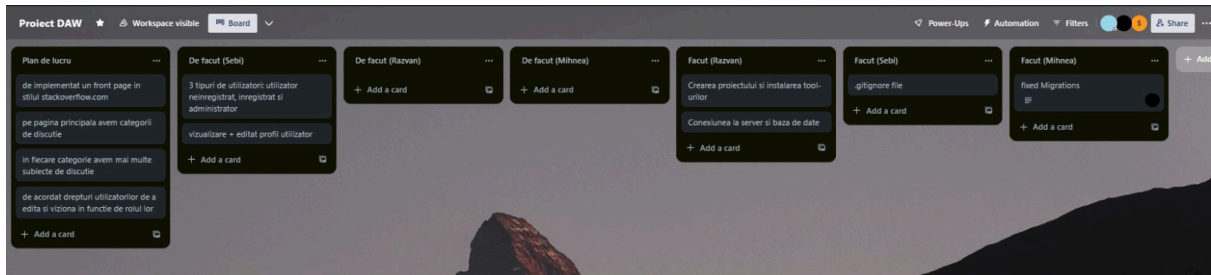 Proiect DAW
Workspace visible
Board
Power-Ups
Automation
Filters
S
Share
Plan de lucru
de implementat un front page in
stilul stackoverflow.com
pe pagina principala avem categorii
de discutie
in fiecare categorie avem mai multe
subiecte de discutie
de acordat drepturi utilizatorilor de a
edita si viziona in functie de rolul lor
+ Add a card
De facut (Sebi)
3 tipuri de utilizatori: utilizator
neinregistrat, inregistrat si
administrator
vizualizare + editat profil utilizator
+ Add a card
De facut (Razvan)
+ Add a card
De facut (Mihnea)
+ Add a card
Facut (Razvan)
Crearea proiectului si instalarea tool-
urilor
Conexiunea la server si baza de date
+ Add a card
Facut (Sebi)
.gitignore file
+ Add a card
Facut (Mihnea)
fixed Migrations
+ Add a card
+ Add